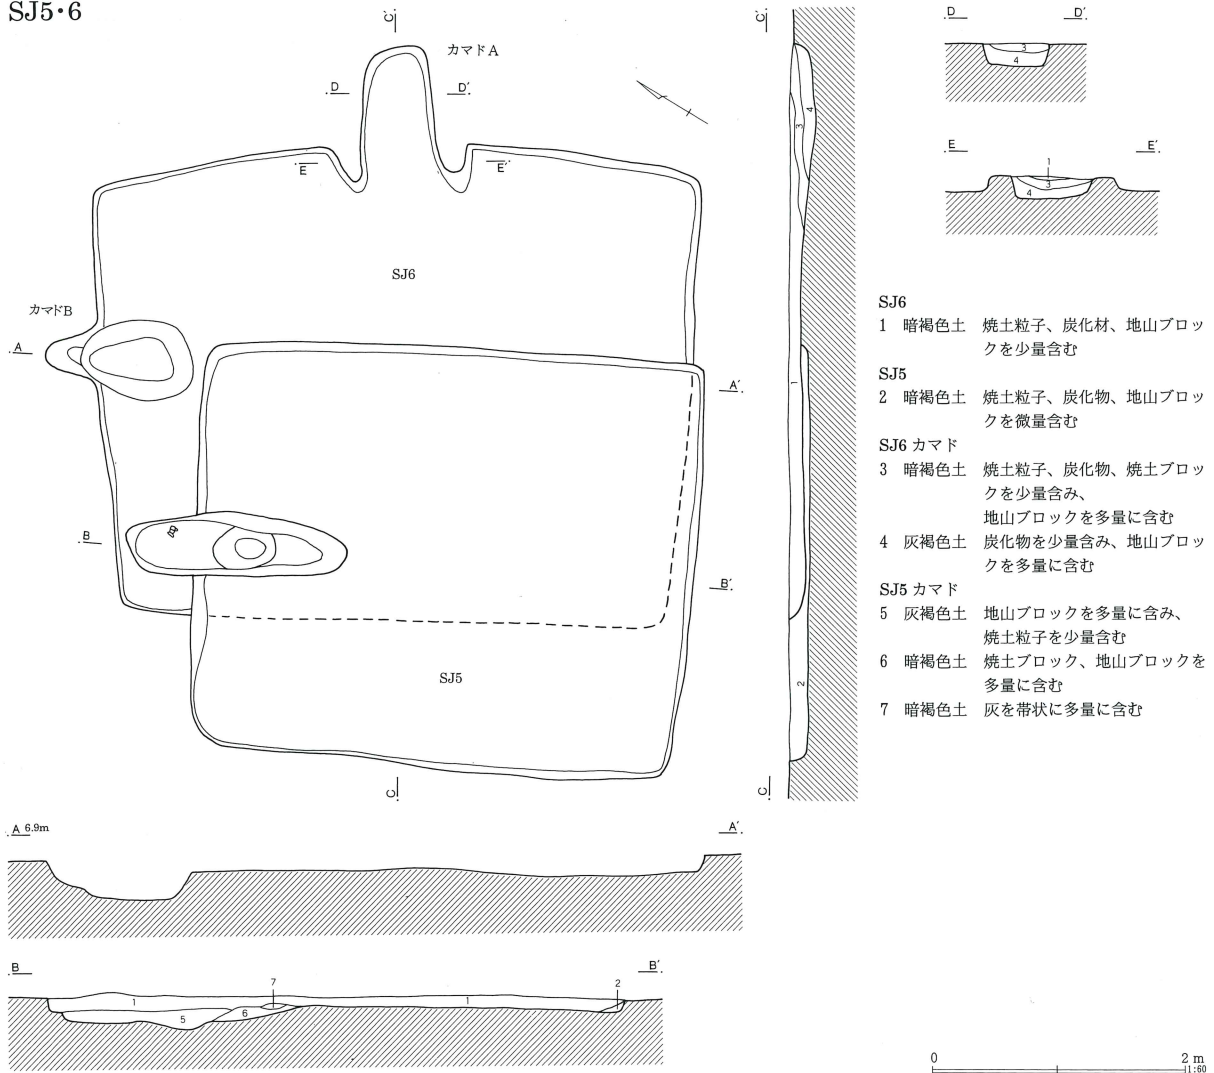 SJ5・6
C′
カマドA
D
D′
E
E′
SJ6
カマドB
A
A′
B
B′
SJ5
C
C′
3
4
1
2
C
D
D′
3
4
E
E′
1
3
4
SJ6
1 暗褐色土 焼土粒子、炭化材、地山ブロッ
クを少量含む
SJ5
2 暗褐色土 焼土粒子、炭化物、地山ブロッ
クを微量含む
SJ6 カマド
3 暗褐色土 焼土粒子、炭化物、焼土ブロッ
クを少量含み、
地山ブロックを多量に含む
4 灰褐色土 炭化物を少量含み、地山ブロッ
クを多量に含む
SJ5 カマド
5 灰褐色土 地山ブロックを多量に含み、
焼土粒子を少量含む
6 暗褐色土 焼土ブロック、地山ブロックを
多量に含む
7 暗褐色土 灰を帯状に多量に含む
A 6.9m
A′
B
B′
7
2
1
1
5
6
0
2 m
1:60